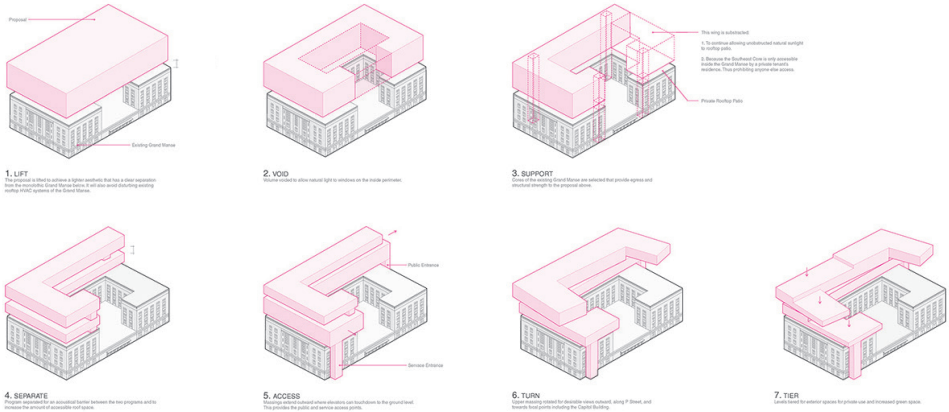 Proposal
Existing Grand Manse
This wing is substracted:
1. To continue allowing unobstructed natural sunlight
to rooftop patio.
2. Because the Southeast Core is only accessible
inside the Grand Manse by a private tenant's
residence. Thus prohibiting anyone else access.
Private Rooftop Patio
1. LIFT
The proposal is lifted to achieve a lighter aesthetic that has a clear separation
from the monolithic Grand Manse below. It will also avoid disturbing existing
rooftop HVAC systems of the Grand Manse.
2. VOID
Volume voided to allow natural light to windows on the inside perimeter.
3. SUPPORT
Cores of the existing Grand Manse are selected that provide egress and
structural strength to the proposal above.
Public Entrance
Services Entrance
4. SEPARATE
Program separated for an acoustical barrier between the two programs and to
increase the amount of accessible roof space.
5. ACCESS
Massings extend outward where elevators can touchdown to the ground level.
This provides the public and service access points.
6. TURN
Upper massing rotated for desirable views outward, along P Street, and
towards focal points including the Capitol Building.
7. TIER
Levels tiered for exterior spaces for private use and increased green space.